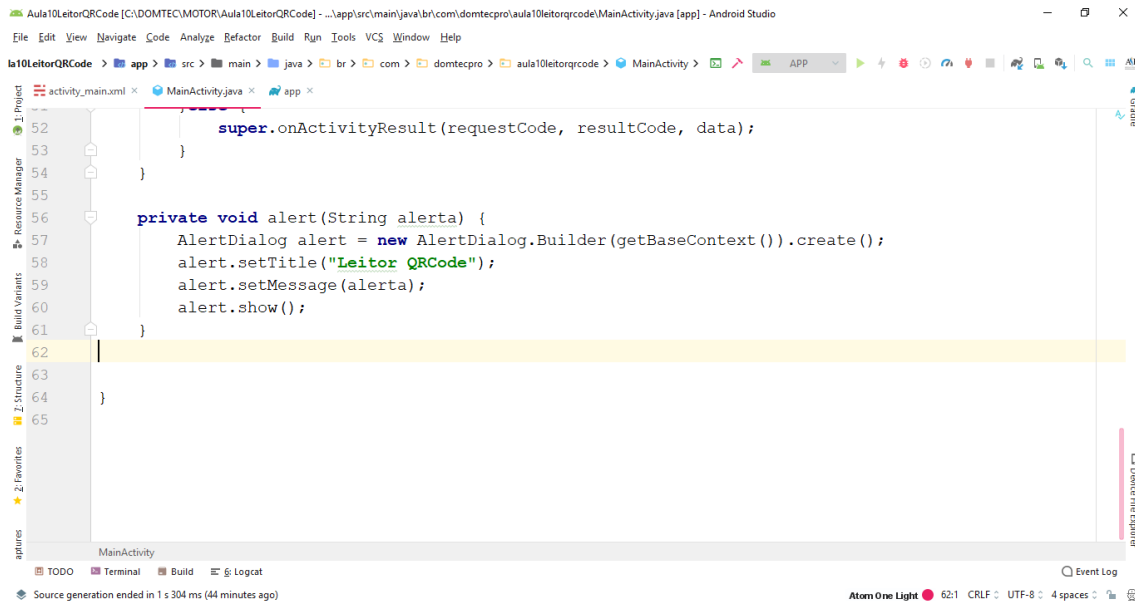 Aula10LeitorQRCode [C:\DOMTEC\MOTOR\Aula10LeitorQRCode] - ...\app\src\main\java\br\com\domtecpro\aula10leitorqrcode\MainActivity.java [app] - Android Studio
File Edit View Navigate Code Analyze Refactor Build Run Tools VCS Window Help
la10LeitorQRCode > app > src > main > java > br > com > domtecpro > aula10leitorqrcode > MainActivity > APP
activity_main.xml × MainActivity.java × app ×
1: Project
Resource Manager
Build Variants
7: Structure
2: Favorites
aptures
52 super.onActivityResult(requestCode, resultCode, data);
53 }
54 }
55
56 private void alert(String alerta) {
57 AlertDialog alert = new AlertDialog.Builder(getBaseContext()).create();
58 alert.setTitle("Leitor QRCode");
59 alert.setMessage(alerta);
60 alert.show();
61 }
62
63
64 }
65
Gradle
Device File Explorer
MainActivity
TODO Terminal Build 6: Logcat Event Log
Source generation ended in 1 s 304 ms (44 minutes ago) Atom One Light 62:1 CRLF UTF-8 4 spaces